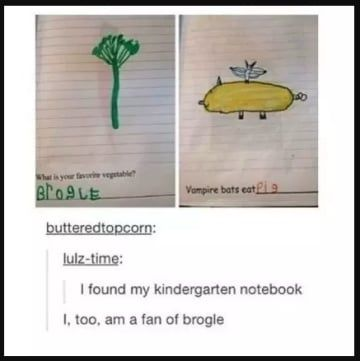 What is your favorite vegetable?
BrogLE
Vampire bats eat Pig
butteredtopcorn:
lulz-time:
I found my kindergarten notebook
I, too, am a fan of brogle